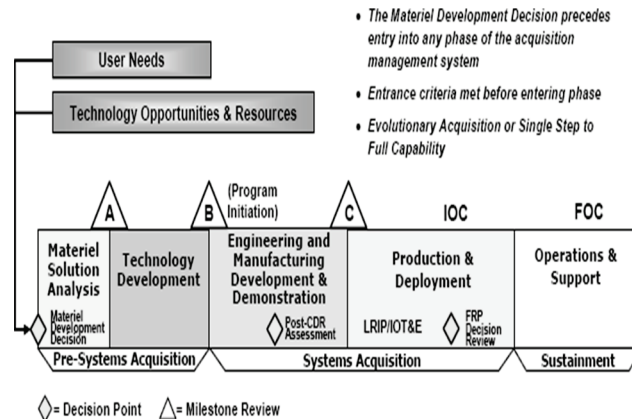 User Needs
Technology Opportunities & Resources
• The Materiel Development Decision precedes
entry into any phase of the acquisition
management system
• Entrance criteria met before entering phase
• Evolutionary Acquisition or Single Step to
Full Capability
A
B
(Program
Initiation)
C
IOC
FOC
Materiel
Solution
Analysis
Materiel
Development
Decision
Technology
Development
Engineering and
Manufacturing
Development &
Demonstration
Post-CDR
Assessment
Production &
Deployment
LRIP/IOT&E
FRP
Decision
Review
Operations &
Support
Pre-Systems Acquisition
Systems Acquisition
Sustainment
= Decision Point
= Milestone Review